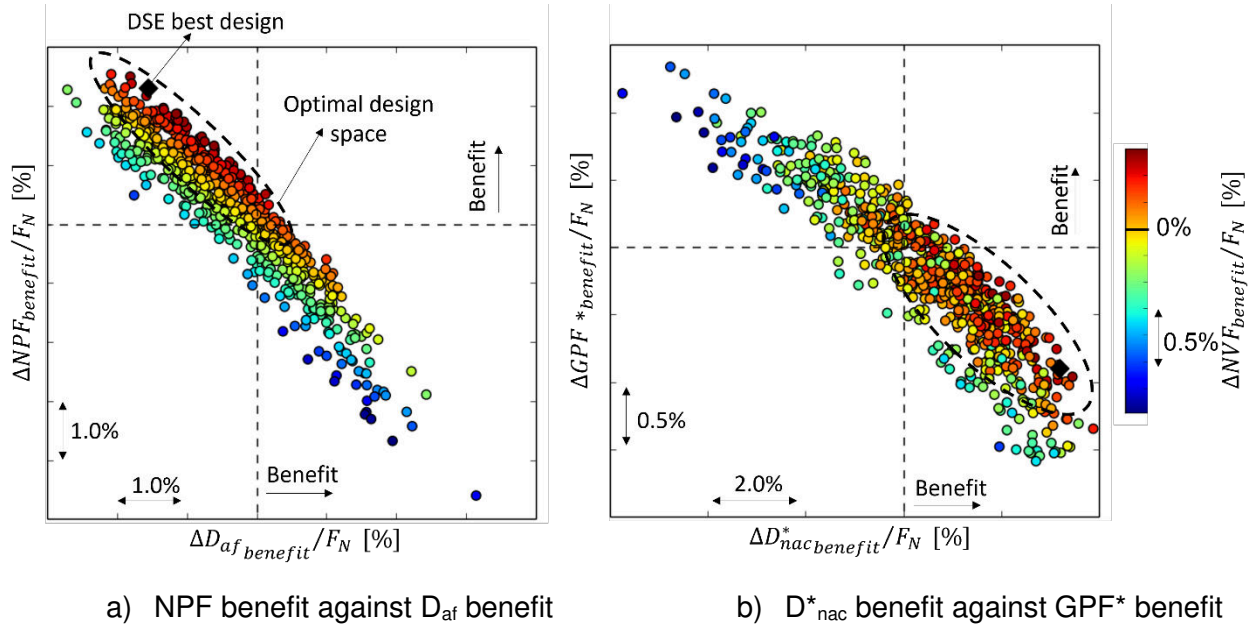 DSE best design
Optimal design
space
Benefit
1.0%
1.0%
Benefit
ΔNPF_benefit/F_N [%]
ΔD_af_benefit/F_N [%]
a) NPF benefit against D_af benefit
Benefit
0.5%
2.0%
Benefit
ΔGPF*_benefit/F_N [%]
ΔD*_nac_benefit/F_N [%]
0%
0.5%
ΔNVF_benefit/F_N [%]
b) D*_nac benefit against GPF* benefit